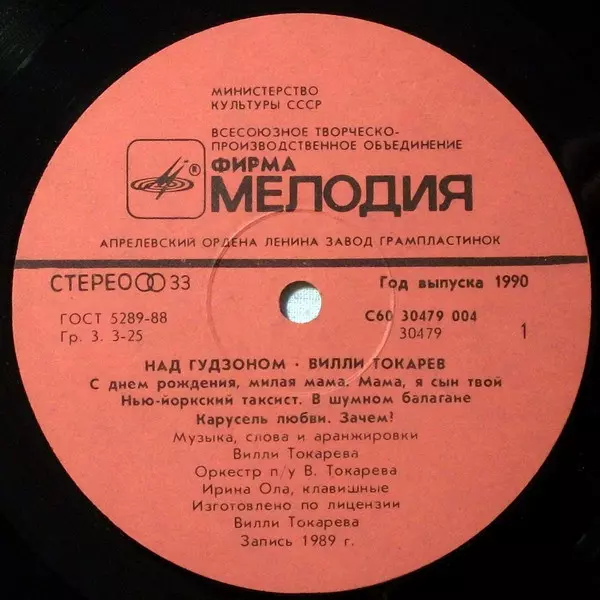 МИНИСТЕРСТВО
КУЛЬТУРЫ СССР
ВСЕСОЮЗНОЕ ТВОРЧЕСКО-
ПРОИЗВОДСТВЕННОЕ ОБЪЕДИНЕНИЕ
ФИРМА
МЕЛОДИЯ
АПРЕЛЕВСКИЙ ОРДЕНА ЛЕНИНА ЗАВОД ГРАМПЛАСТИНОК
СТЕРЕО 33 Год выпуска 1990
ГОСТ 5289-88 С60 30479 004
Гр. 3. 3-25 30479 1
НАД ГУДЗОНОМ · ВИЛЛИ ТОКАРЕВ
С днем рождения, милая мама. Мама, я сын твой
Нью-йоркский таксист. В шумном балагане
Карусель любви. Зачем?
Музыка, слова и аранжировки
Вилли Токарева
Оркестр п/у В. Токарева
Ирина Ола, клавишные
Изготовлено по лицензии
Вилли Токарева
Запись 1989 г.